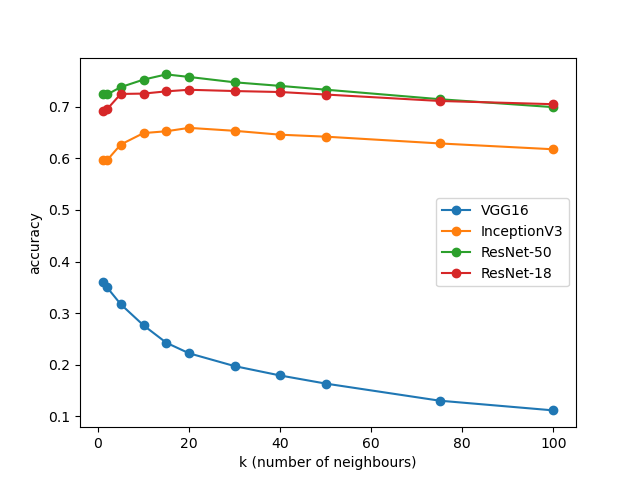 0.7
0.6
0.5
0.4
0.3
0.2
0.1
accuracy
VGG16
InceptionV3
ResNet-50
ResNet-18
0 20 40 60 80 100
k (number of neighbours)